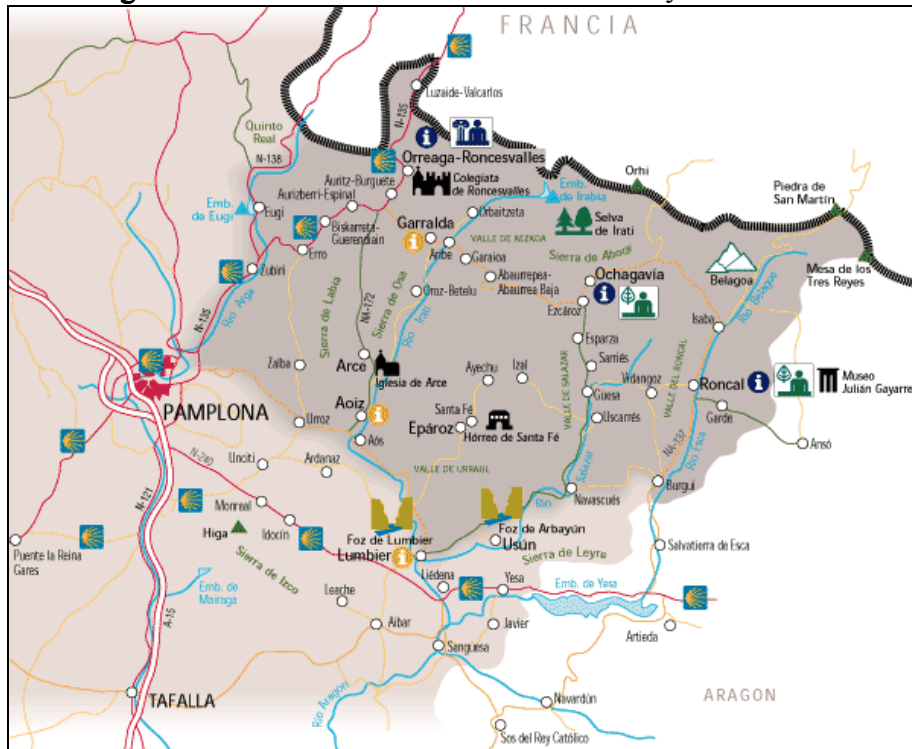 FRANCIA
Luzaide-Valcarlos
N-135
Quinto
Real
N-138
Orreaga-Roncesvalles
Colegiata
de Roncesvalles
Auritz-Burguete
Aurizberri-Espinal
Emb.
de Eugi
Eugi
Biskarreta-
Guerendiain
Erro
Zubiri
Garralda
Orbaitzeta
Emb.
de Irabia
Orhi
Piedra de
San Martín
Selva
de Irati
VALLE DE AEZKOA
Aribe
Garaioa
Sierra de Abodi
Abaurrepea-
Abaurrea Baja
Ochagavía
Ezcároz
Belagoa
Mesa de los
Tres Reyes
Río Belagua
Isaba
N-135
Río Arga
Sierra de Labia
NA-172
Sierra de Osa
Río Irati
Oroz-Betelu
Esparza
Sarriés
Zalba
Arce
Iglesia de Arce
Ayechu
Izal
VALLE DE SALAZAR
Güesa
Vidangoz
VALLE DEL RONCAL
Roncal
Museo
Julián Gayarre
Garde
Ansó
PAMPLONA
Urroz
Aoiz
Aós
Santa Fé
Epároz
Hórreo de Santa Fé
Uscarrés
NA-137
Río Esca
N-240
Unciti
Ardanaz
VALLE DE URRAUL
Río
Salazar
Navascués
Burgui
N-121
Monreal
Higa
Idocín
Foz de Lumbier
Foz de Arbayún
Lumbier
Usún
Sierra de Leyre
Salvatierra de Esca
Puente la Reina
Gares
Sierra de Izco
Emb. de
Mairaga
A-15
Leache
Liédena
Yesa
Emb. de Yesa
Aibar
Javier
Artieda
Sangüesa
TAFALLA
Río Aragon
Navardún
ARAGON
Sos del Rey Católico